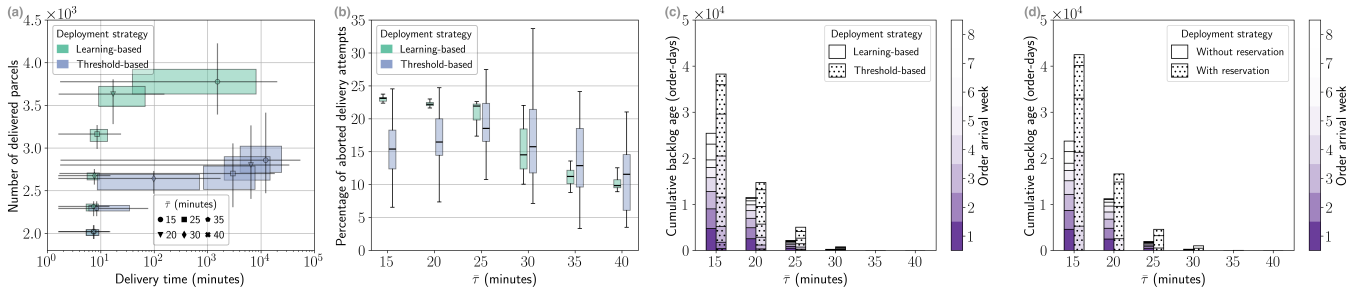 (a)
4.5 ×10³
4.0
3.5
3.0
2.5
2.0
Number of delivered parcels
Deployment strategy
Learning-based
Threshold-based
τ̄ (minutes)
15 25 35
20 30 40
10⁰ 10¹ 10² 10³ 10⁴ 10⁵
Delivery time (minutes)
(b)
35
30
25
20
15
10
5
0
Percentage of aborted delivery attempts
Deployment strategy
Learning-based
Threshold-based
15 20 25 30 35 40
τ̄ (minutes)
(c)
5 ×10⁴
4
3
2
1
0
Cumulative backlog age (order-days)
Deployment strategy
Learning-based
Threshold-based
15 20 25 30 35 40
τ̄ (minutes)
8
7
6
5
4
3
2
1
Order arrival week
(d)
5 ×10⁴
4
3
2
1
0
Cumulative backlog age (order-days)
Deployment strategy
Without reservation
With reservation
15 20 25 30 35 40
τ̄ (minutes)
8
7
6
5
4
3
2
1
Order arrival week